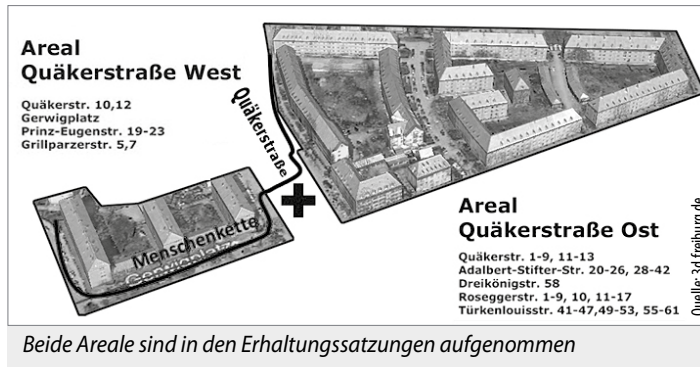 Areal
Quäkerstraße West
Quäkerstr. 10,12
Gerwigplatz
Prinz-Eugenstr. 19-23
Grillparzerstr. 5,7
Quäkerstraße
Menschenkette
Gerwigplatz
Areal
Quäkerstraße Ost
Quäkerstr. 1-9, 11-13
Adalbert-Stifter-Str. 20-26, 28-42
Dreikönigstr. 58
Roseggerstr. 1-9, 10, 11-17
Türkenlouisstr. 41-47,49-53, 55-61
Quelle: 3d.freiburg.de
Beide Areale sind in den Erhaltungssatzungen aufgenommen